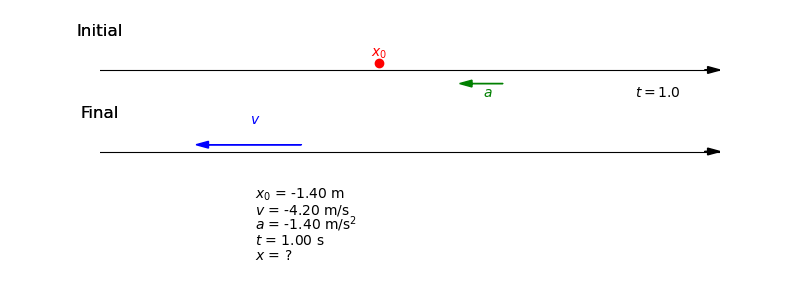 Initial
x₀
a
t = 1.0
Final
v
x₀ = -1.40 m
v = -4.20 m/s
a = -1.40 m/s²
t = 1.00 s
x = ?